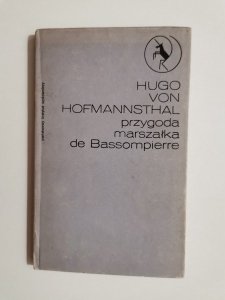 HUGO
VON
HOFMANNSTHAL
przygoda
marszałka
de Bassompierre